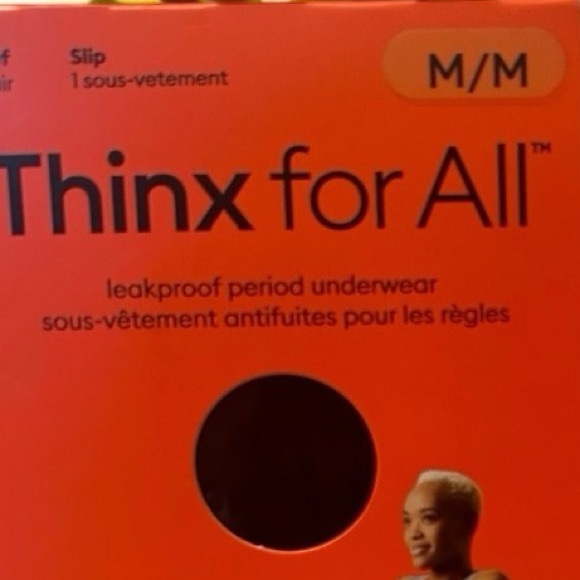 Slip
1 sous-vetement
M/M
Thinx for All™
leakproof period underwear
sous-vêtement antifuites pour les règles